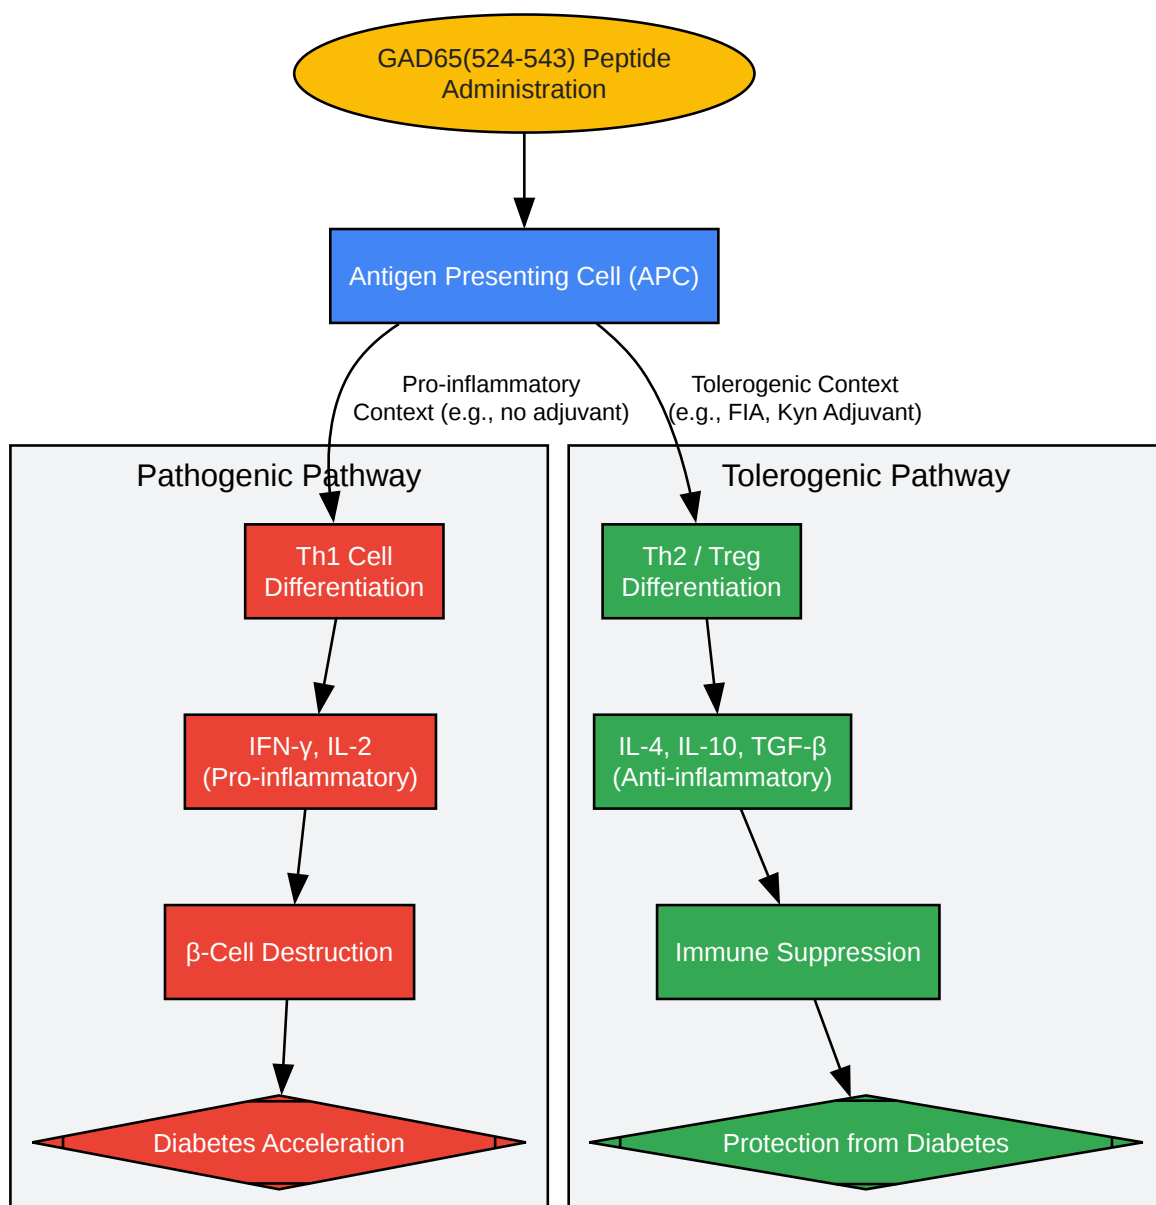 GAD65(524-543) Peptide
Administration
Antigen Presenting Cell (APC)
Pro-inflammatory
Context (e.g., no adjuvant)
Tolerogenic Context
(e.g., FIA, Kyn Adjuvant)
Pathogenic Pathway
Th1 Cell
Differentiation
IFN-γ, IL-2
(Pro-inflammatory)
β-Cell Destruction
Diabetes Acceleration
Tolerogenic Pathway
Th2 / Treg
Differentiation
IL-4, IL-10, TGF-β
(Anti-inflammatory)
Immune Suppression
Protection from Diabetes